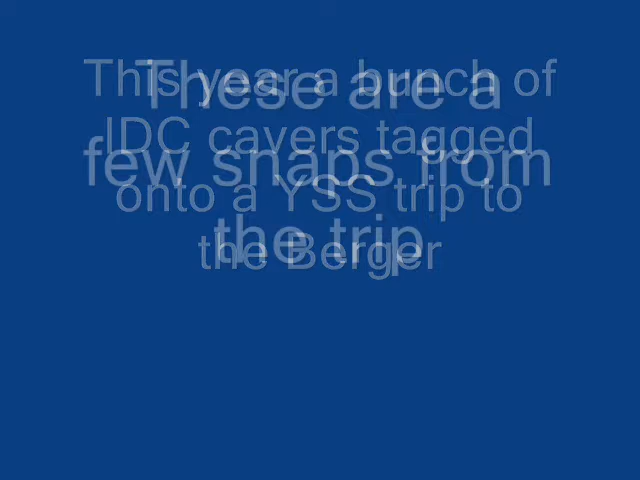 This year a bunch of
IDC cavers tagged
onto a YSS trip to
the Berger
These are a
few snaps from
the trip